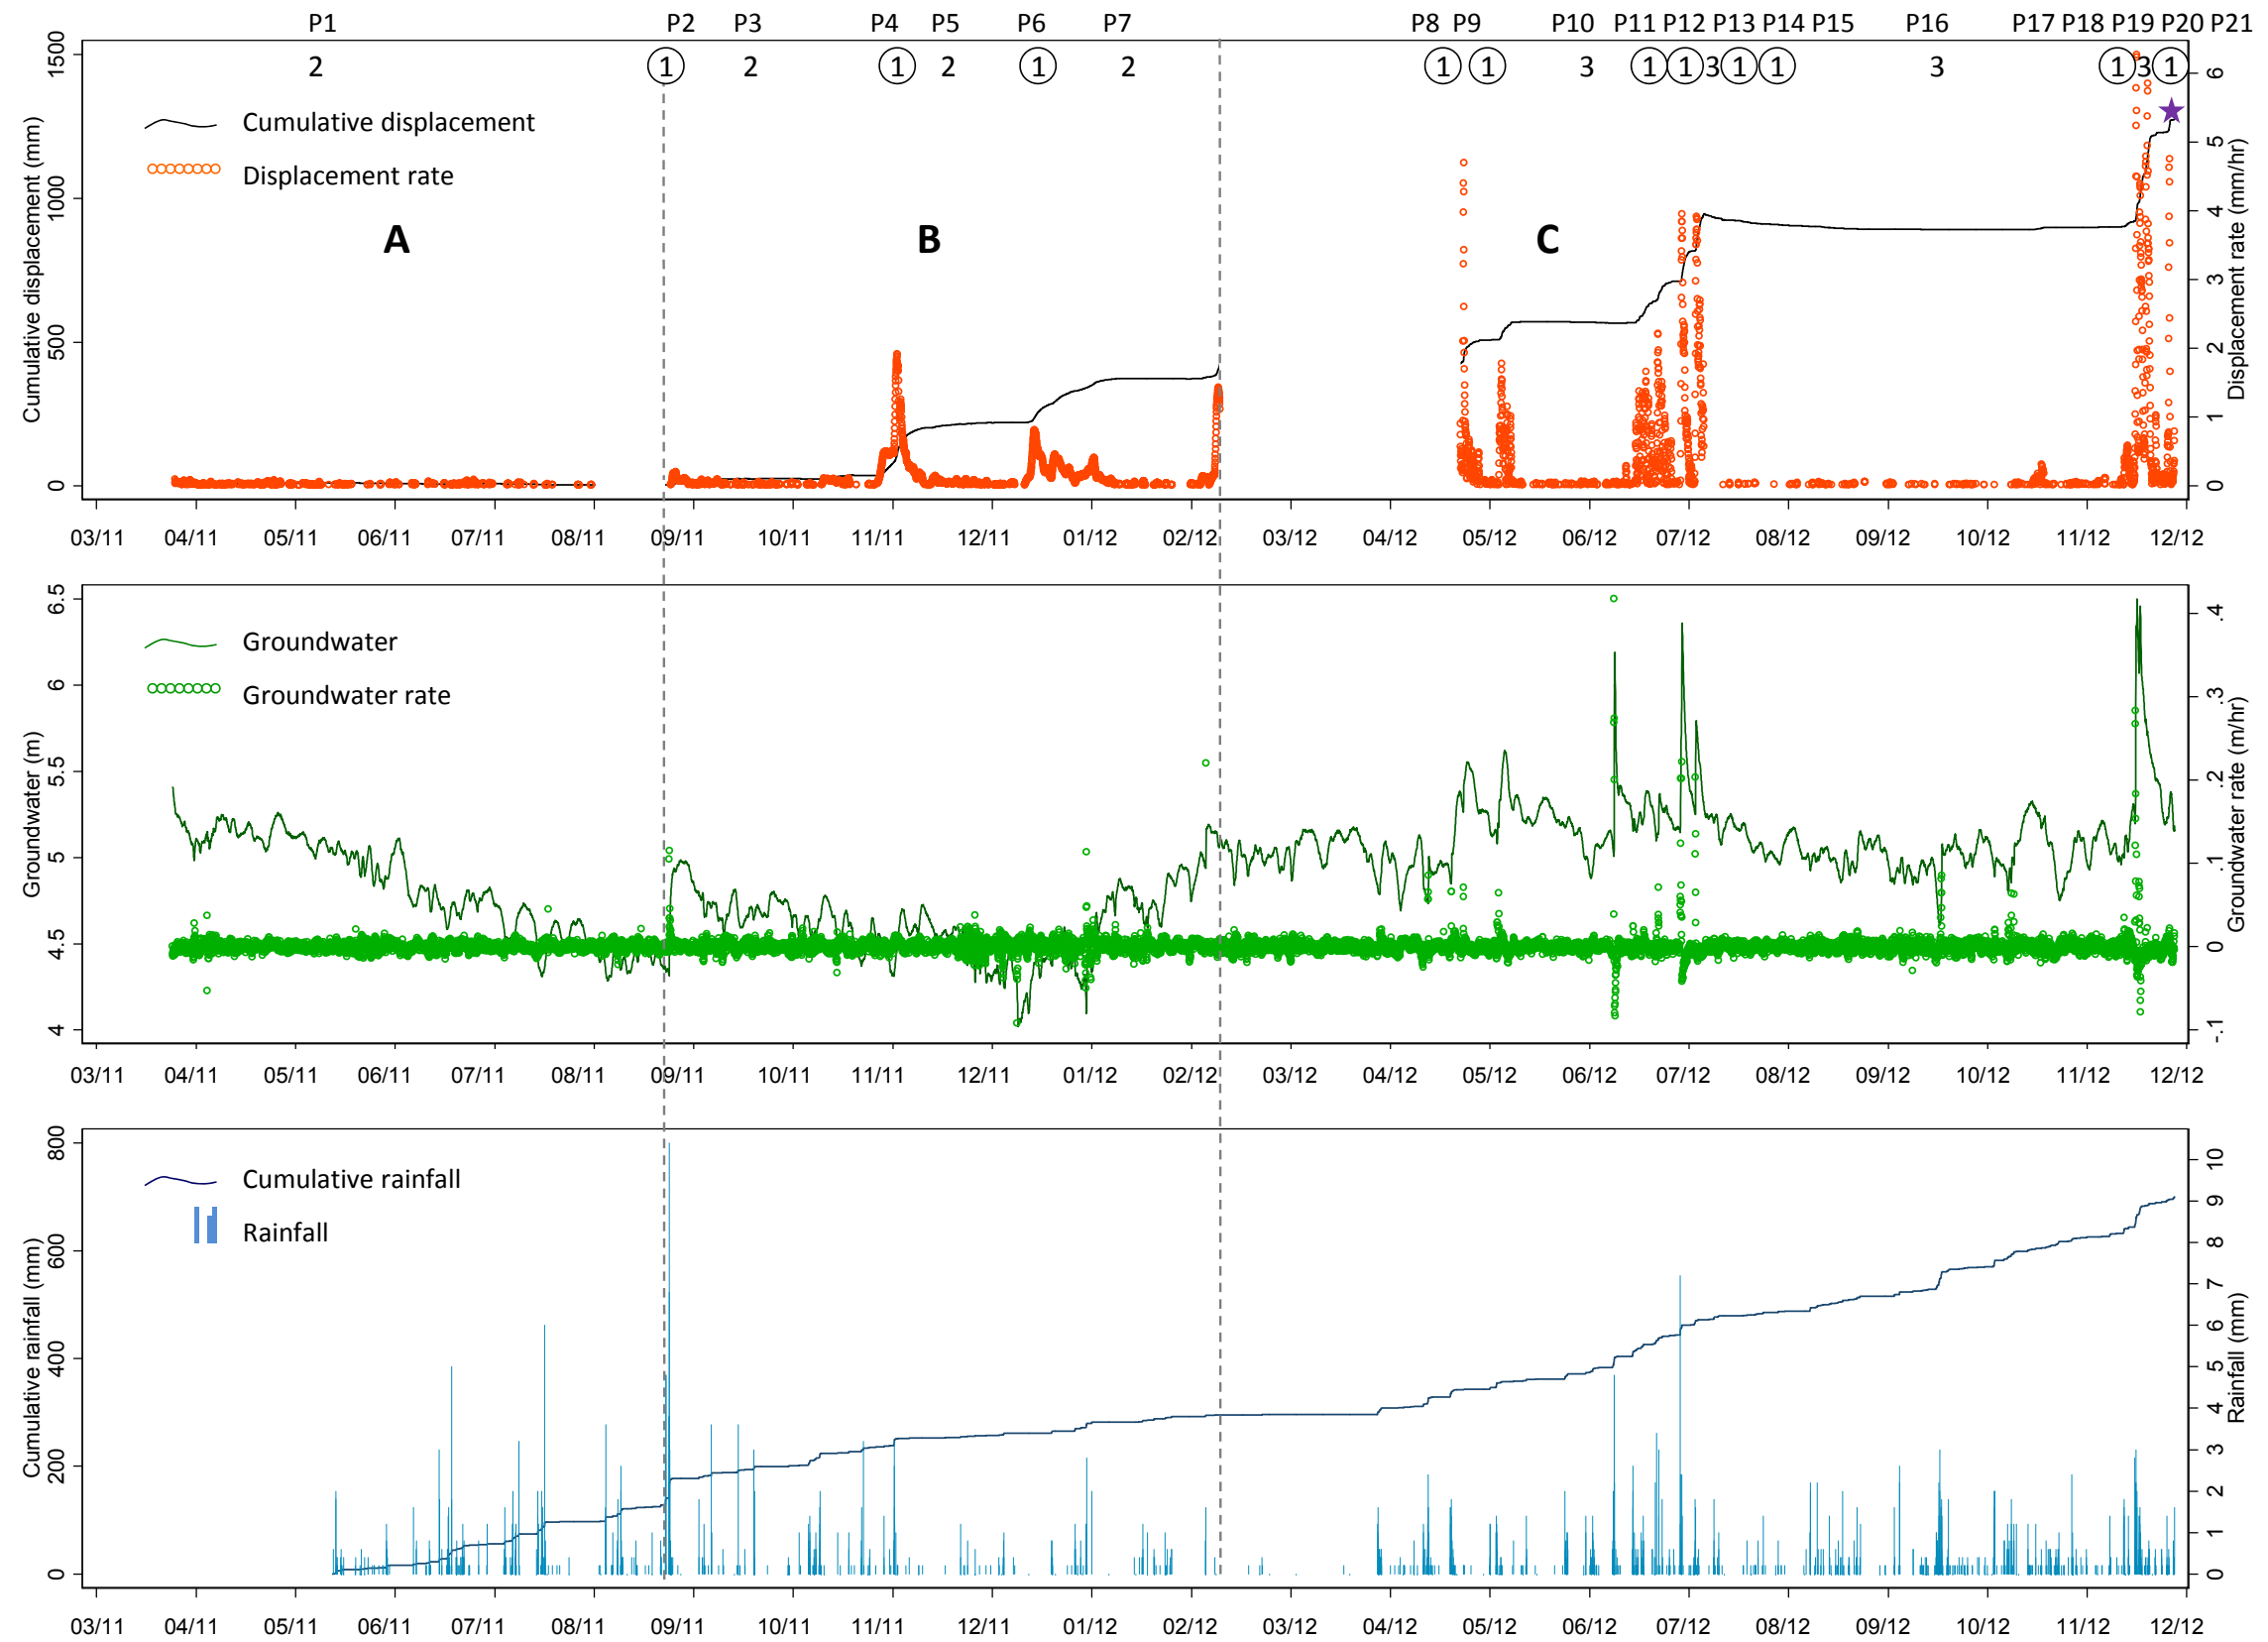 P1 P2 P3 P4 P5 P6 P7 P8 P9 P10 P11 P12 P13 P14 P15 P16 P17 P18 P19 P20 P21
2 1 2 1 2 1 2 1 1 3 1 1 3 1 1 3 1 3 1
Cumulative displacement
Displacement rate
A B C
Cumulative displacement (mm)
0 500 1000 1500
Displacement rate (mm/hr)
0 1 2 3 4 5 6
03/11 04/11 05/11 06/11 07/11 08/11 09/11 10/11 11/11 12/11 01/12 02/12 03/12 04/12 05/12 06/12 07/12 08/12 09/12 10/12 11/12 12/12
Groundwater
Groundwater rate
Groundwater (m)
4 4.5 5 5.5 6 6.5
Groundwater rate (m/hr)
-.1 0 .1 .2 .3 .4
03/11 04/11 05/11 06/11 07/11 08/11 09/11 10/11 11/11 12/11 01/12 02/12 03/12 04/12 05/12 06/12 07/12 08/12 09/12 10/12 11/12 12/12
Cumulative rainfall
Rainfall
Cumulative rainfall (mm)
0 200 400 600 800
Rainfall (mm)
0 1 2 3 4 5 6 7 8 9 10
03/11 04/11 05/11 06/11 07/11 08/11 09/11 10/11 11/11 12/11 01/12 02/12 03/12 04/12 05/12 06/12 07/12 08/12 09/12 10/12 11/12 12/12